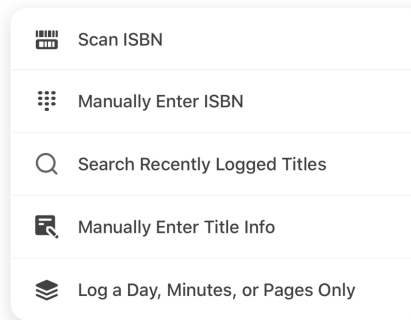 Scan ISBN
Manually Enter ISBN
Search Recently Logged Titles
Manually Enter Title Info
Log a Day, Minutes, or Pages Only